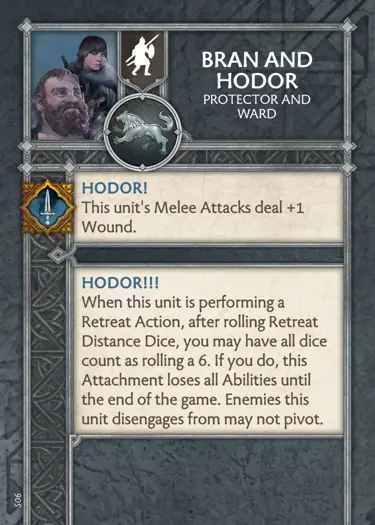 BRAN AND
HODOR
PROTECTOR AND
WARD
HODOR!
This unit's Melee Attacks deal +1
Wound.
HODOR!!!
When this unit is performing a
Retreat Action, after rolling Retreat
Distance Dice, you may have all dice
count as rolling a 6. If you do, this
Attachment loses all Abilities until
the end of the game. Enemies this
unit disengages from may not pivot.
S06